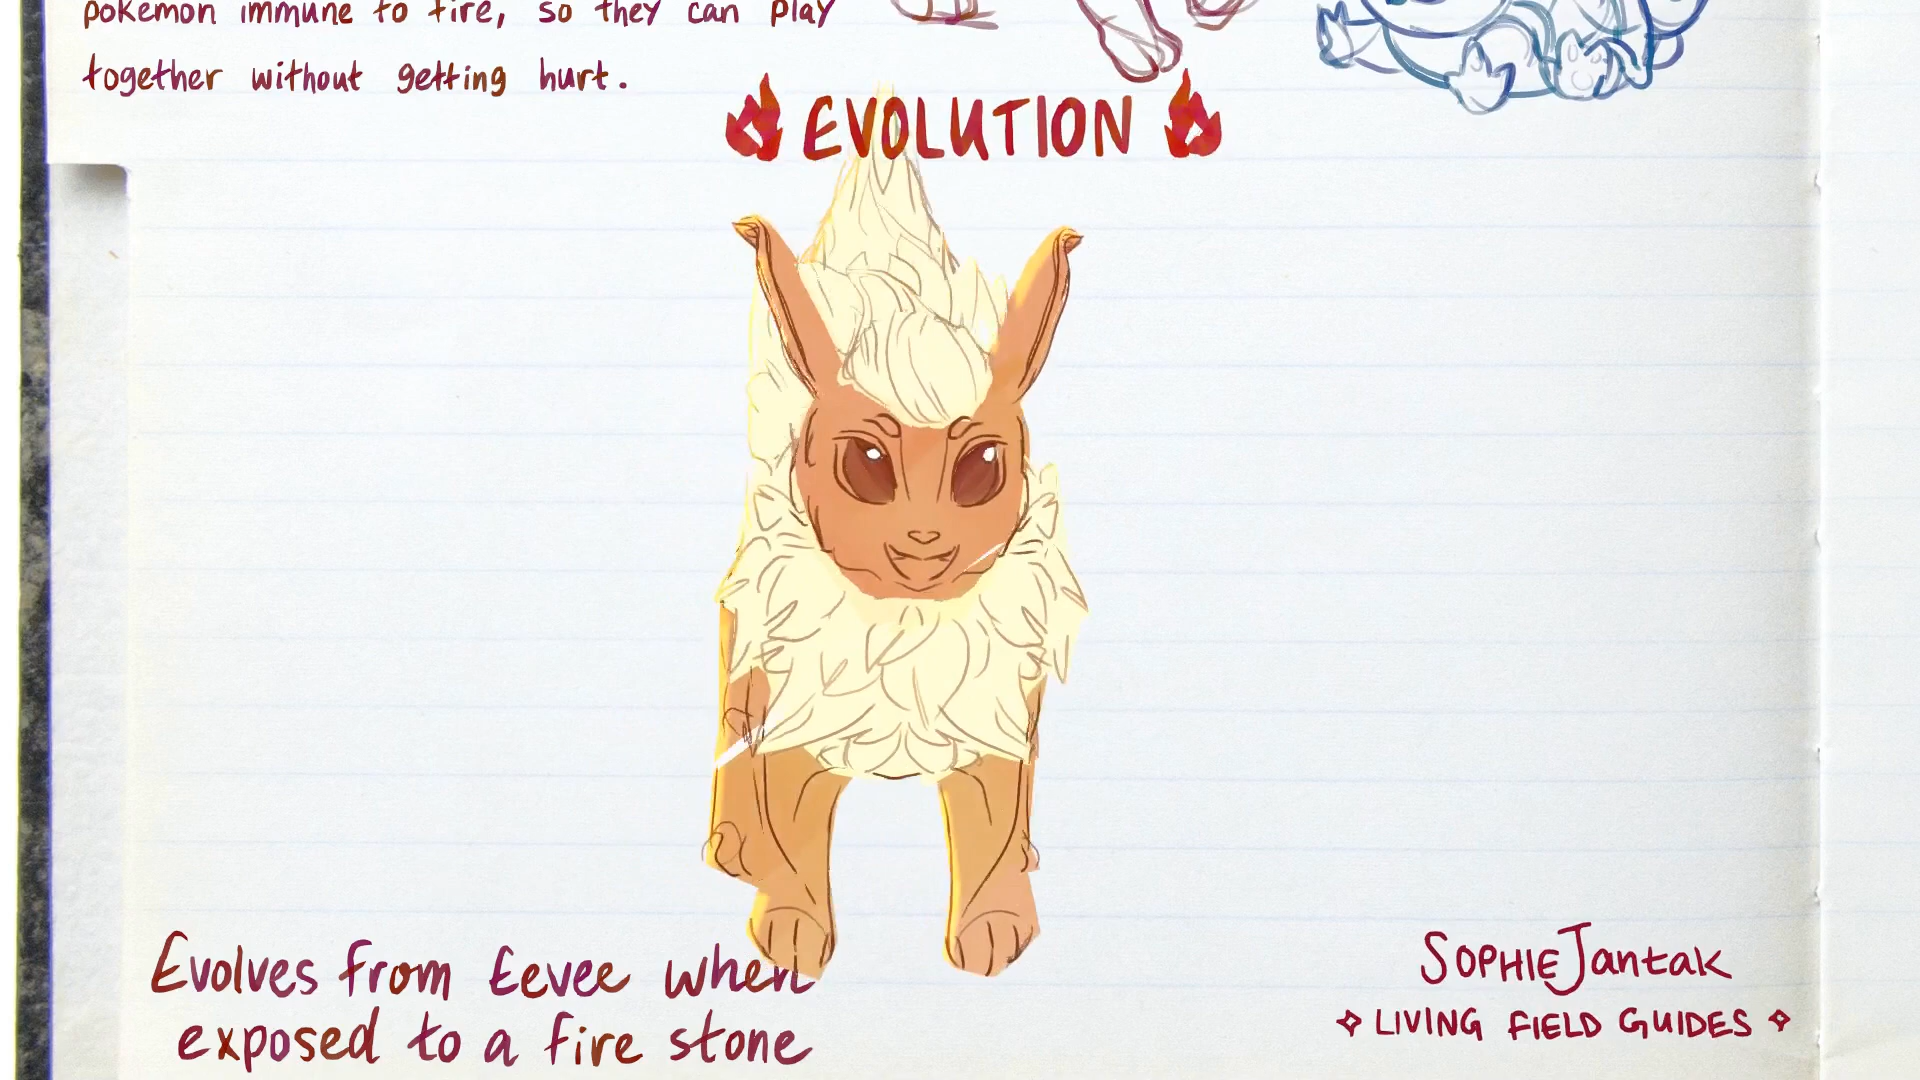 pokemon immune to fire, so they can play
together without getting hurt.
EVOLUTION
Evolves from Eevee when
exposed to a fire stone
SOPHIE Jantak
LIVING FIELD GUIDES